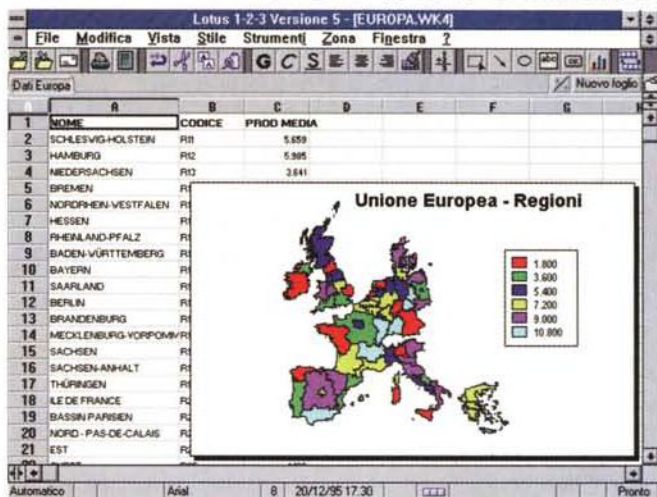 Lotus 1-2-3 Versione 5 - [EUROPA.WK4]
File Modifica Vista Stile Strumenti Zona Finestra ?
G C S abc OK
Dati Europa Nuovo foglio
A B C D E F G H
1 NOME CODICE PROD MEDIA
2 SCHLESWIG-HOLSTEIN R11 5.659
3 HAMBURG R12 5.985
4 NIEDERSACHSEN R13 3.641
5 BREMEN
6 NORDRHEIN-VESTFALEN
7 HESSEN
8 RHEINLAND-PFALZ
9 BADEN-WÜRTTEMBERG
10 BAYERN
11 SAARLAND
12 BERLIN
13 BRANDENBURG
14 MECKLENBURG-VORPOMM
15 SACHSEN
16 SACHSEN-ANHALT
17 THÜRINGEN
18 ILE DE FRANCE
19 BASSIN PARISIEN
20 NORD - PAS-DE-CALAIS
21 EST
Unione Europea - Regioni
1.800
3.600
5.400
7.200
9.000
10.800
Automatico Arial 8 20/12/95 17.30 Pronto